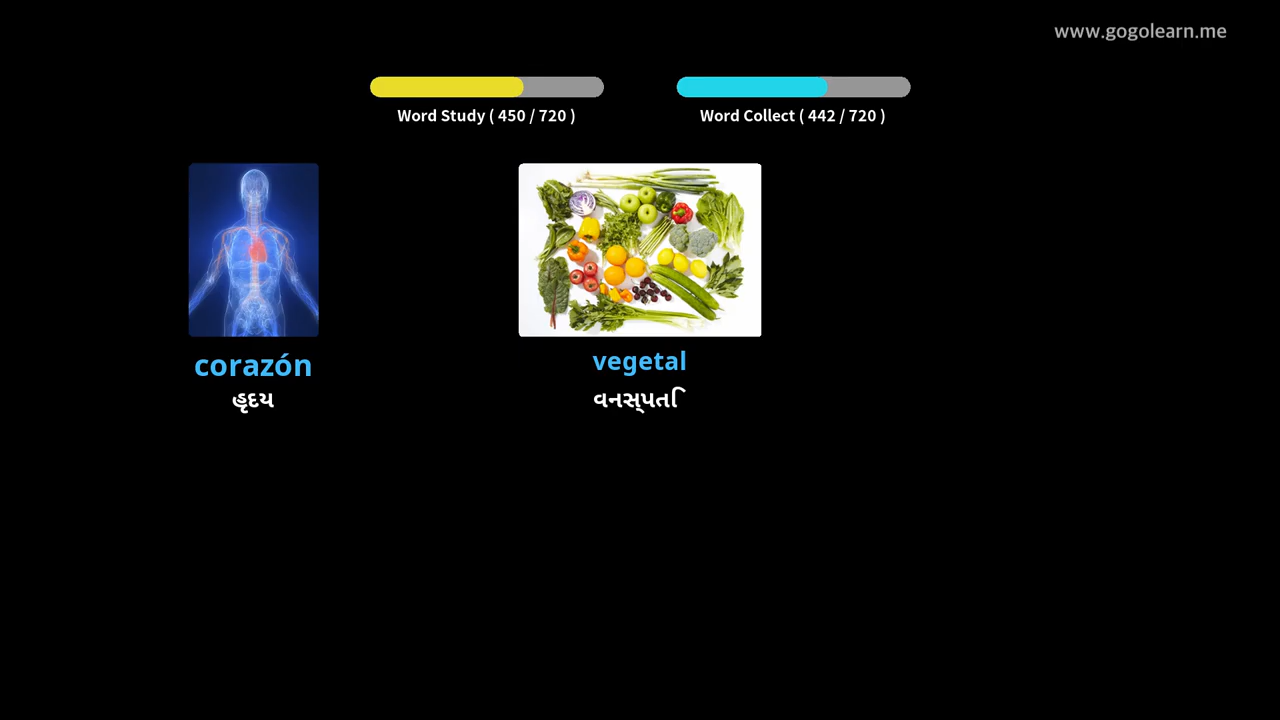 www.gogolearn.me
Word Study ( 450 / 720 )
Word Collect ( 442 / 720 )
corazón
હૃદય
vegetal
વનસ્પતિ